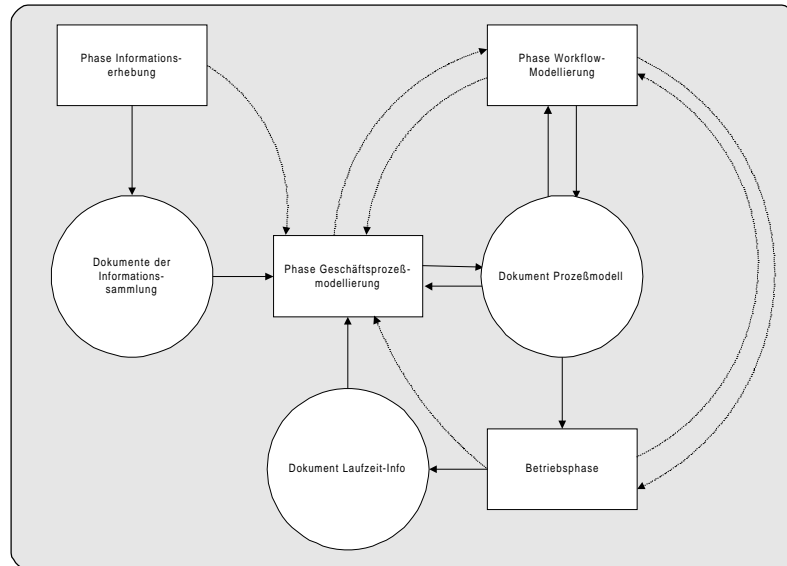 Phase Informations-
erhebung
Phase Workflow-
Modellierung
Dokumente der
Informations-
sammlung
Phase Geschäftsprozeß-
modellierung
Dokument Prozeßmodell
Dokument Laufzeit-Info
Betriebsphase